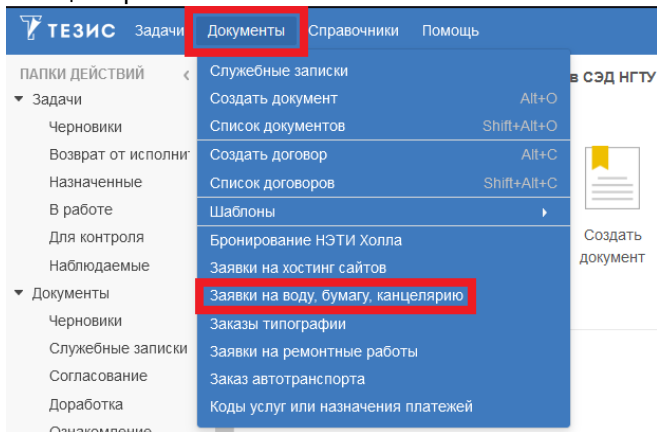 ТЕЗИС Задачи Документы Справочники Помощь
ПАПКИ ДЕЙСТВИЙ
Задачи
Черновики
Возврат от исполнит
Назначенные
В работе
Для контроля
Наблюдаемые
Документы
Черновики
Служебные записки
Согласование
Доработка
Ознакомление
Служебные записки
Создать документ Alt+O
Список документов Shift+Alt+O
Создать договор Alt+C
Список договоров Shift+Alt+C
Шаблоны
Бронирование НЭТИ Холла
Заявки на хостинг сайтов
Заявки на воду, бумагу, канцелярию
Заказы типографии
Заявки на ремонтные работы
Заказ автотранспорта
Коды услуг или назначения платежей
в СЭД НГТУ
Создать
документ